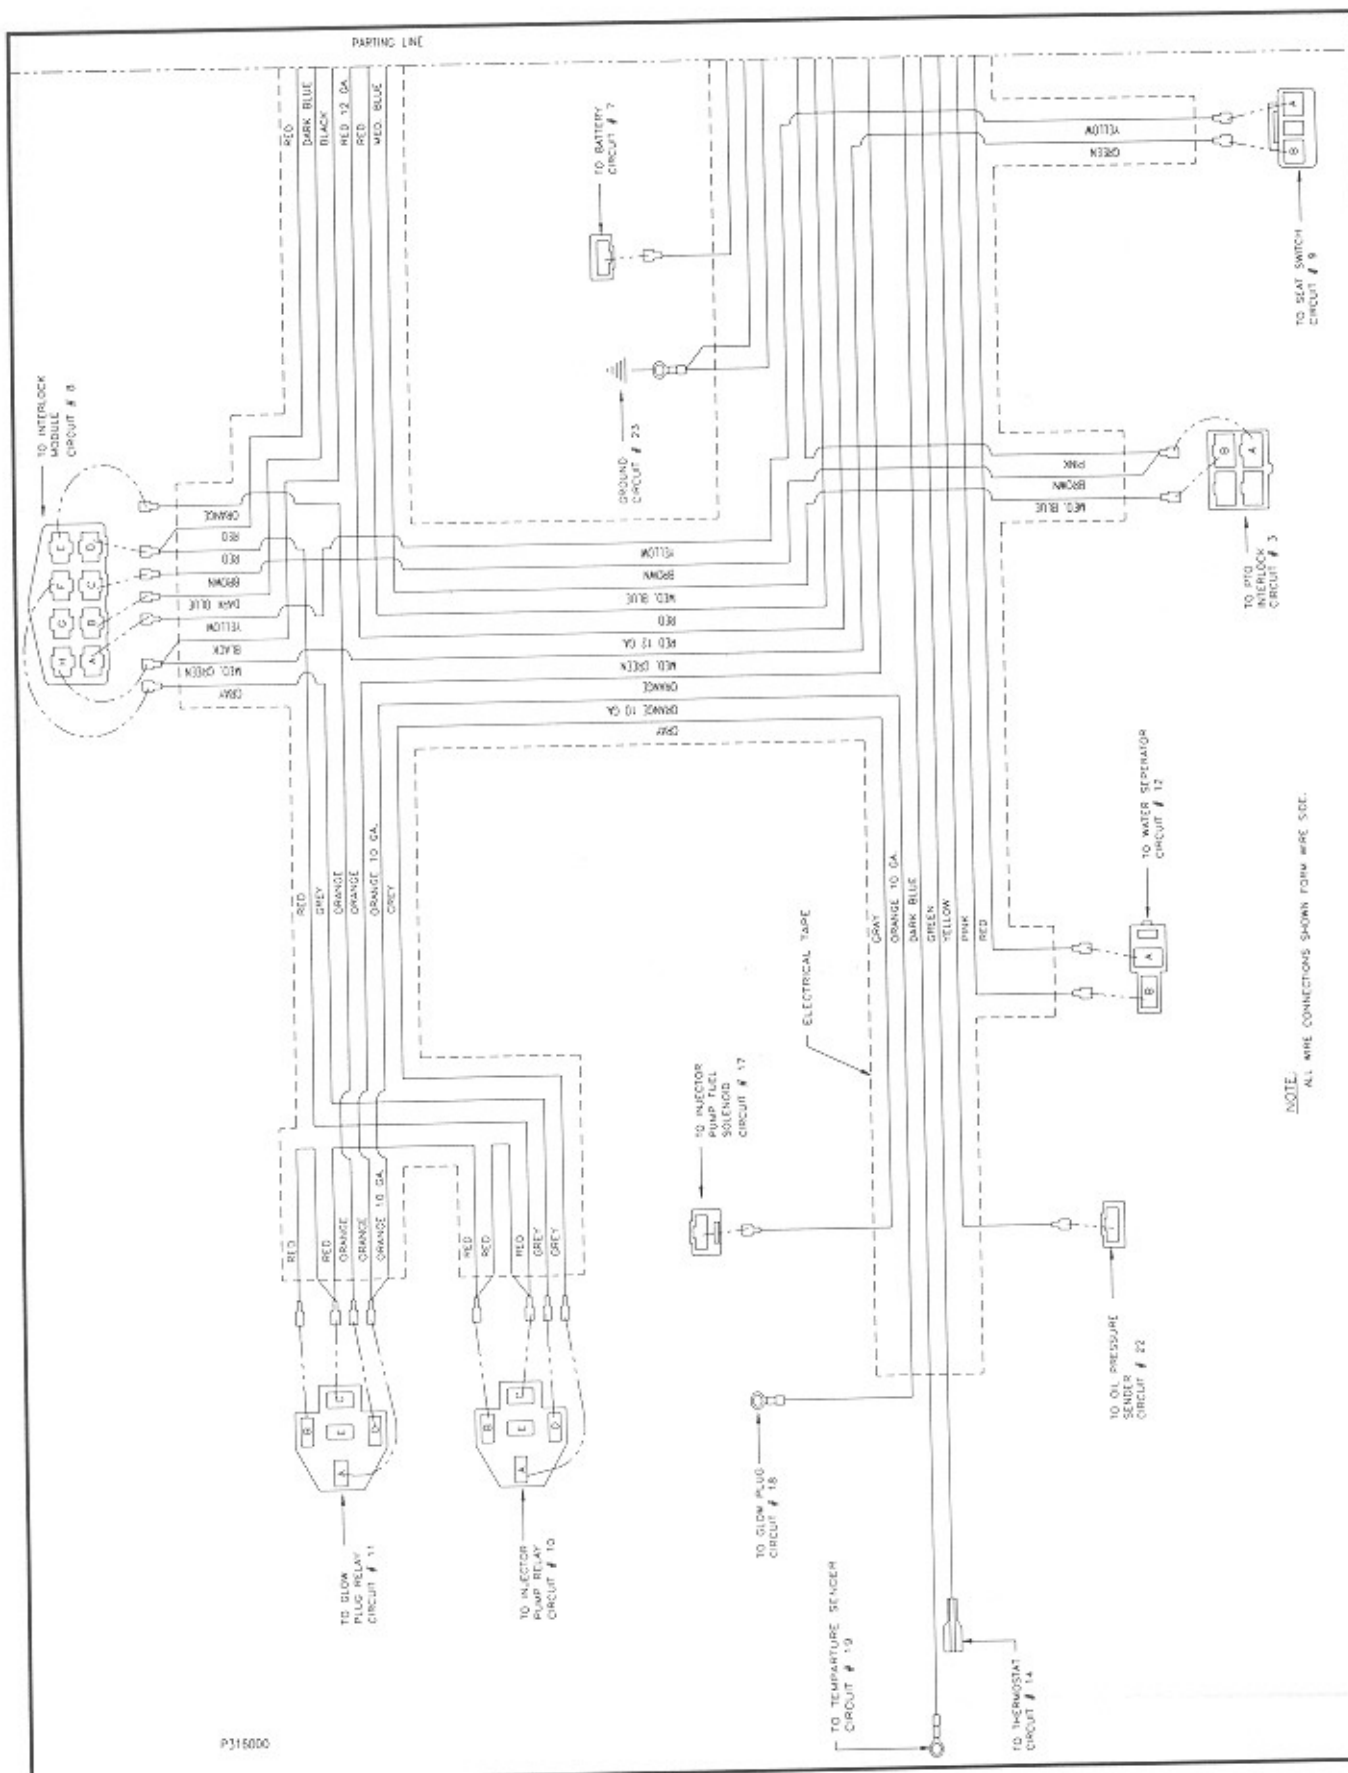 PARTING LINE
RED
DARK BLUE
BLACK
RED 12 GA.
RED
MED. BLUE
TO BATTERY
CIRCUIT # 7
YELLOW
GREEN
A
B
TO SEAT SWITCH
CIRCUIT # 9
TO INTERLOCK
MODULE
CIRCUIT # 8
E
D
F
C
G
B
H
A
ORANGE
RED
RED
BROWN
DARK BLUE
YELLOW
BLACK
MED. GREEN
GRAY
GROUND
CIRCUIT # 23
YELLOW
BROWN
MED. BLUE
RED
RED 12 GA.
MED. GREEN
ORANGE
ORANGE 10 GA.
GRAY
PINK
BROWN
MED. BLUE
B
A
TO PTO
INTERLOCK
CIRCUIT # 3
RED
GREY
ORANGE
ORANGE
ORANGE 10 GA.
GREY
GRAY
ORANGE 10 GA.
DARK BLUE
GREEN
YELLOW
PINK
RED
TO WATER SEPERATOR
CIRCUIT # 12
A
B
ELECTRICAL TAPE
NOTE:
ALL WIRE CONNECTIONS SHOWN FORM WIRE SIDE.
TO INJECTOR
PUMP FUEL
SOLENOID
CIRCUIT # 17
RED
RED
ORANGE
ORANGE
ORANGE 10 GA.
RED
RED
RED
GREY
GREY
B
C
E
D
A
B
C
E
D
A
TO GLOW
PLUG RELAY
CIRCUIT # 11
TO INJECTOR
PUMP RELAY
CIRCUIT # 10
TO GLOW PLUG
CIRCUIT # 18
TO OIL PRESSURE
SENDER
CIRCUIT # 22
TO TEMPARTURE SENDER
CIRCUIT # 19
TO THERMOSTAT
CIRCUIT # 14
P316000